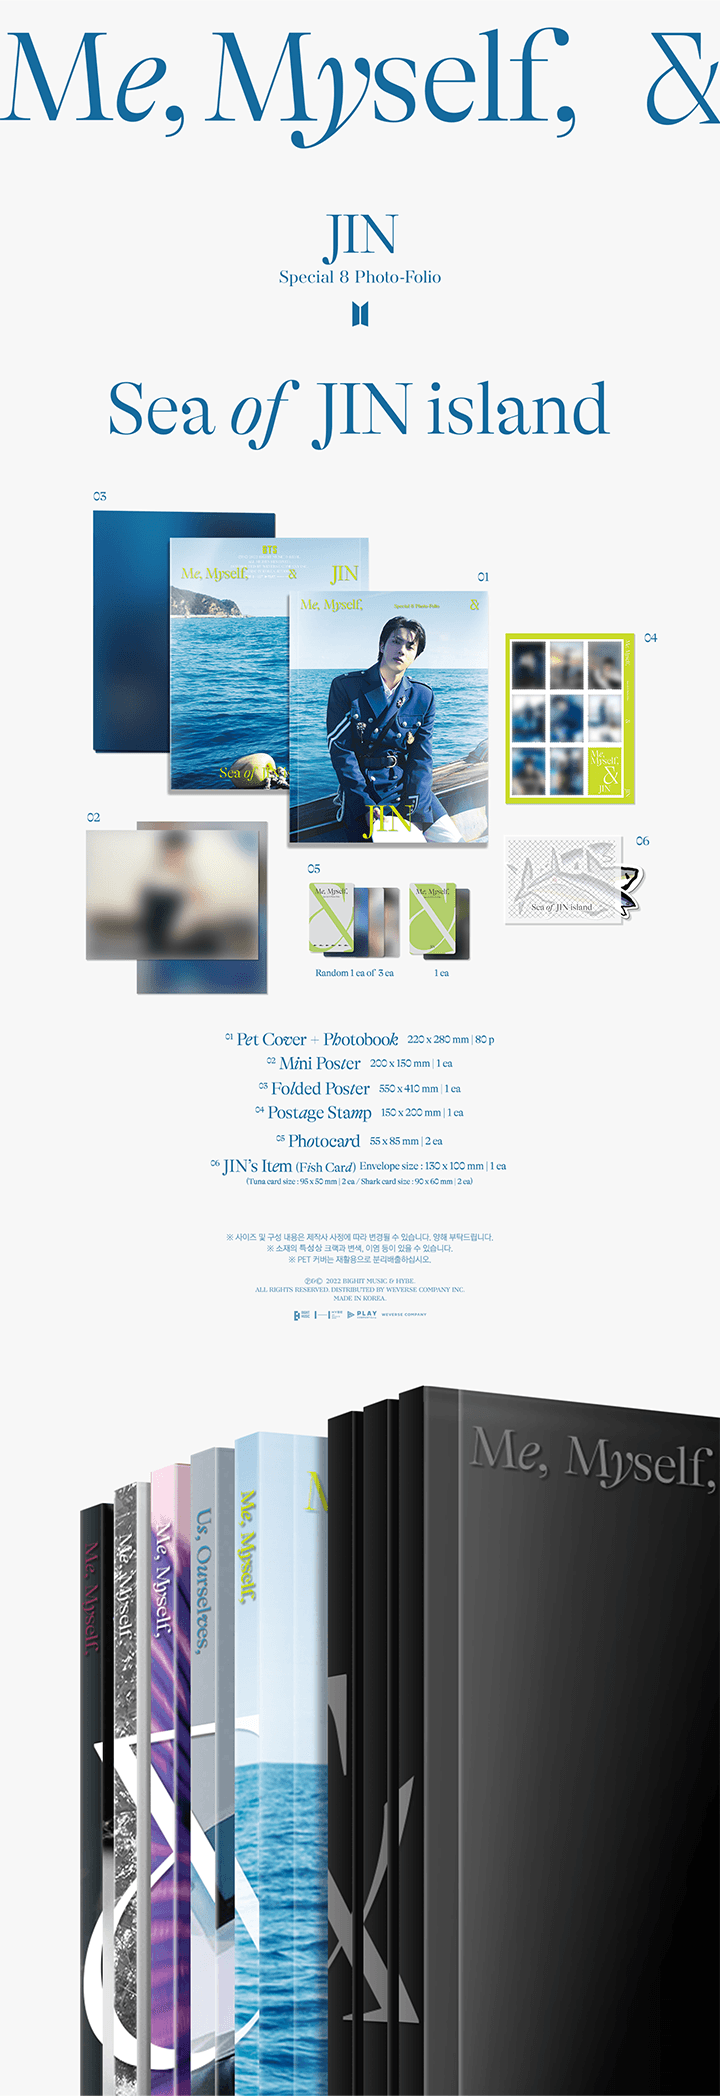 Me, Myself, &
JIN
Special 8 Photo-Folio
Sea of JIN island
03
BTS
Me, Myself, & JIN
Sea of JIN
01
Me, Myself, Special 8 Photo-Folio &
JIN
04
Me,
Myself,
&
JIN
02
05
Me, Myself,
Me, Myself,
Random 1 ea of 3 ea
1 ea
06
Sea of JIN island
01 Pet Cover + Photobook 220 x 280 mm | 80 p
02 Mini Poster 200 x 150 mm | 1 ea
03 Folded Poster 550 x 410 mm | 1 ea
04 Postage Stamp 150 x 200 mm | 1 ea
05 Photocard 55 x 85 mm | 2 ea
06 JIN's Item (Fish Card) Envelope size : 130 x 100 mm | 1 ea
(Tuna card size : 95 x 50 mm | 2 ea / Shark card size : 90 x 60 mm | 2 ea)
※ 사이즈 및 구성 내용은 제작사 사정에 따라 변경될 수 있습니다. 양해 부탁드립니다.
※ 소재의 특성상 크랙과 변색, 이염 등이 있을 수 있습니다.
※ PET 커버는 재활용으로 분리배출하십시오.
℗&© 2022 BIGHIT MUSIC & HYBE.
ALL RIGHTS RESERVED. DISTRIBUTED BY WEVERSE COMPANY INC.
MADE IN KOREA.
BIGHIT MUSIC
PLAY
WEVERSE COMPANY
Me, Myself,
Me, Myself,
Me, Myself,
Us, Ourselves,
Me, Myself,
Me, Myself,
&